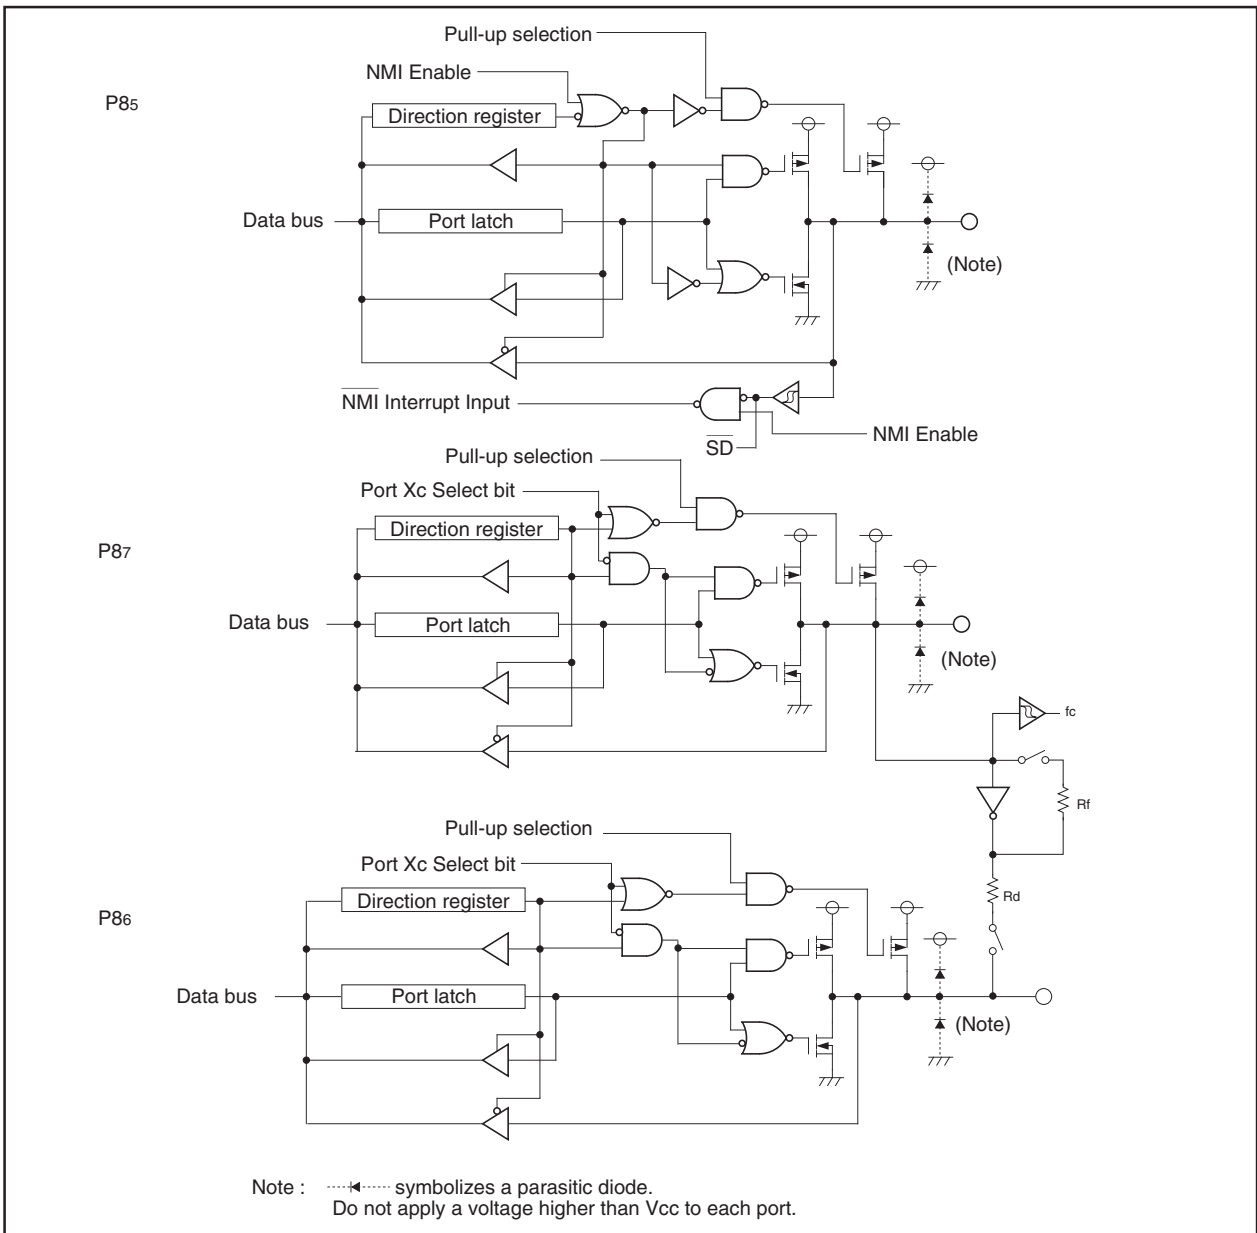 Pull-up selection
NMI Enable
P85
Direction register
Data bus
Port latch
(Note)
NMI Interrupt Input
NMI Enable
SD
Pull-up selection
Port Xc Select bit
Direction register
P87
Data bus
Port latch
(Note)
fc
Rf
Pull-up selection
Port Xc Select bit
Rd
Direction register
P86
Data bus
Port latch
(Note)
Note : symbolizes a parasitic diode.
Do not apply a voltage higher than Vcc to each port.